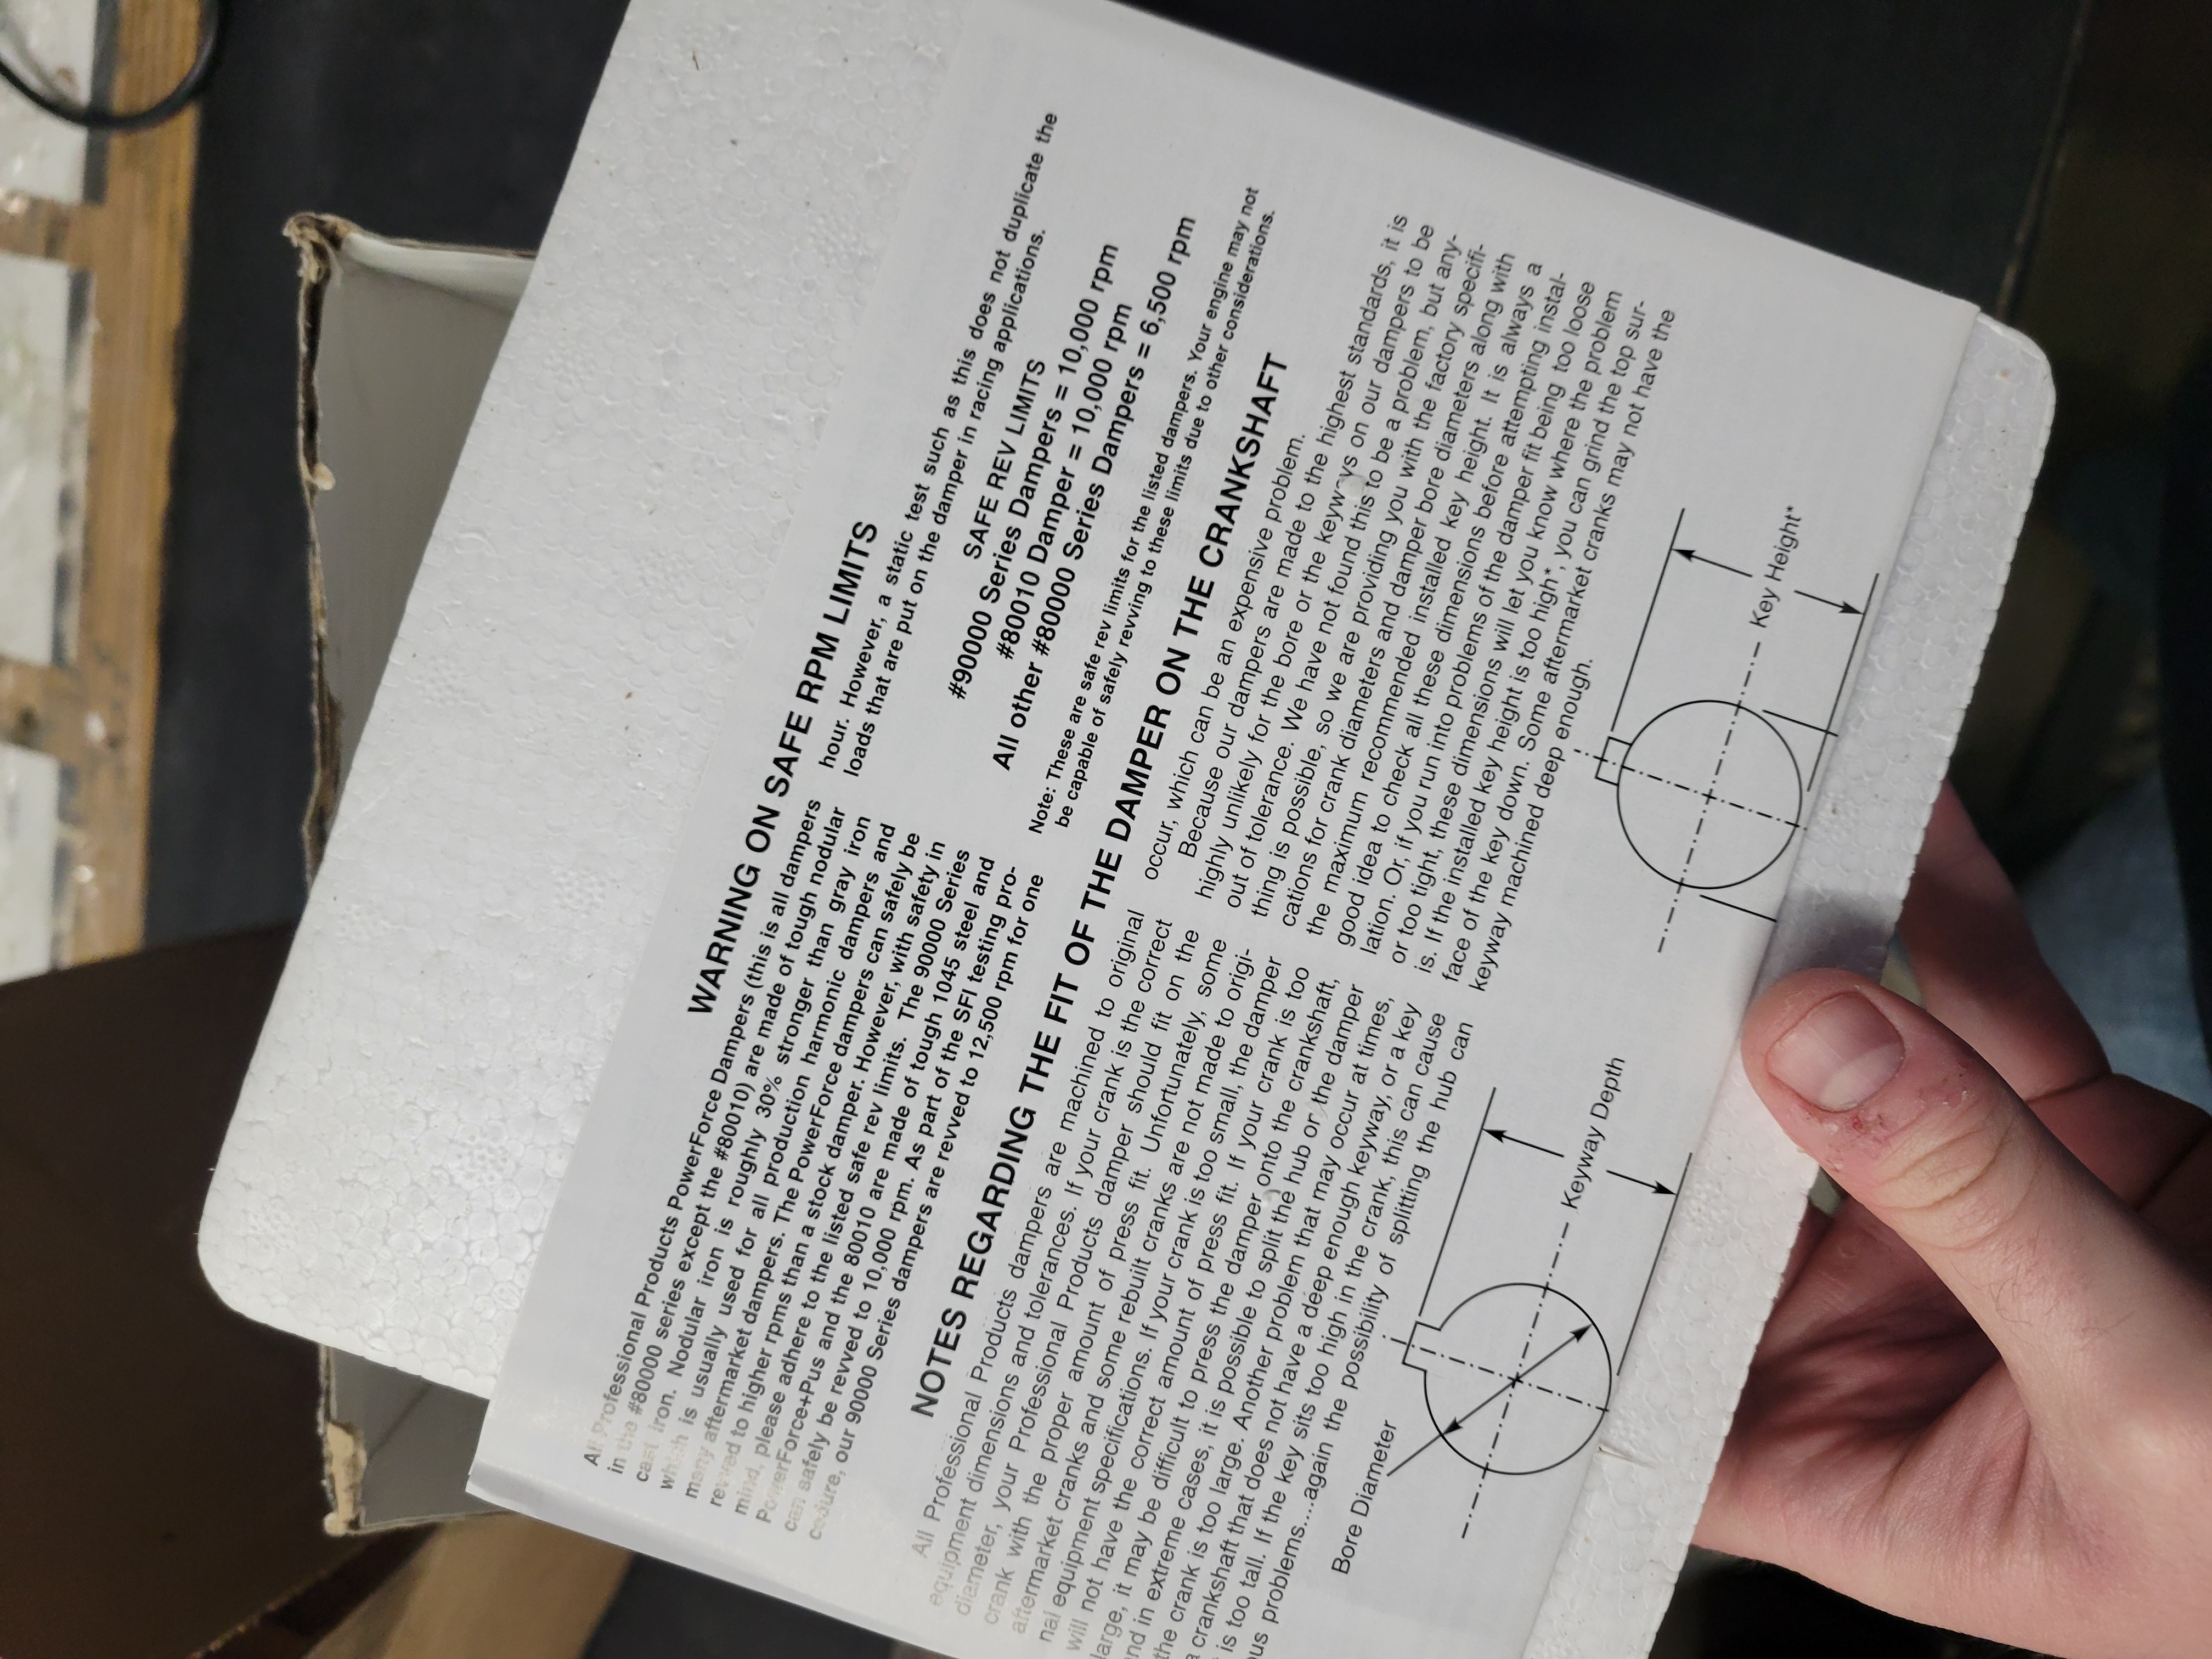 WARNING ON SAFE RPM LIMITS
All Professional Products PowerForce Dampers (this is all dampers
in the #80000 series except the #80010) are made of tough nodular
cast iron. Nodular iron is roughly 30% stronger than gray iron
which is usually used for all production harmonic dampers and
many aftermarket dampers. The PowerForce dampers can safely be
revved to higher rpms than a stock damper. However, with safety in
mind, please adhere to the listed safe rev limits. The 90000 Series
PowerForce+Pus and the 80010 are made of tough 1045 steel and
can safely be revved to 10,000 rpm. As part of the SFI testing pro-
cedure, our 90000 Series dampers are revved to 12,500 rpm for one
hour. However, a static test such as this does not duplicate the
loads that are put on the damper in racing applications.
SAFE REV LIMITS
#90000 Series Dampers = 10,000 rpm
#80010 Damper = 10,000 rpm
All other #80000 Series Dampers = 6,500 rpm
Note: These are safe rev limits for the listed dampers. Your engine may not
be capable of safely revving to these limits due to other considerations.
NOTES REGARDING THE FIT OF THE DAMPER ON THE CRANKSHAFT
All Professional Products dampers are machined to original
equipment dimensions and tolerances. If your crank is the correct
diameter, your Professional Products damper should fit on the
crank with the proper amount of press fit. Unfortunately, some
aftermarket cranks and some rebuilt cranks are not made to origi-
nal equipment specifications. If your crank is too small, the damper
will not have the correct amount of press fit. If your crank is too
large, it may be difficult to press the damper onto the crankshaft,
and in extreme cases, it is possible to split the hub or the damper
the crank is too large. Another problem that may occur at times,
a crankshaft that does not have a deep enough keyway, or a key
is too tall. If the key sits too high in the crank, this can cause
problems....again the possibility of splitting the hub can
occur, which can be an expensive problem.
Because our dampers are made to the highest standards, it is
highly unlikely for the bore or the keyways on our dampers to be
out of tolerance. We have not found this to be a problem, but any-
thing is possible, so we are providing you with the factory specifi-
cations for crank diameters and damper bore diameters along with
the maximum recommended installed key height. It is always a
good idea to check all these dimensions before attempting instal-
lation. Or, if you run into problems of the damper fit being too loose
or too tight, these dimensions will let you know where the problem
is. If the installed key height is too high*, you can grind the top sur-
face of the key down. Some aftermarket cranks may not have the
keyway machined deep enough.
Bore Diameter
Keyway Depth
Key Height*